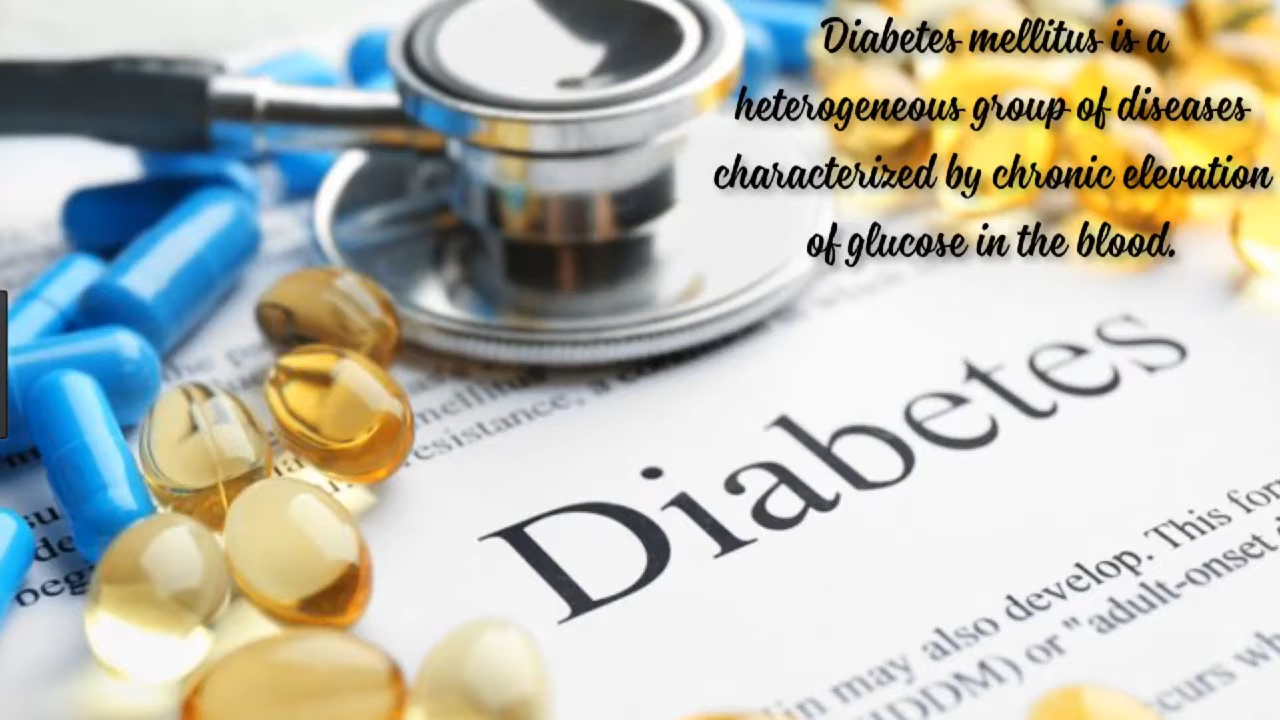 Diabetes mellitus is a
heterogeneous group of diseases
characterized by chronic elevation
of glucose in the blood.
mellitus
resistance, a
Diabetes
may also develop. This
or "adult-onset